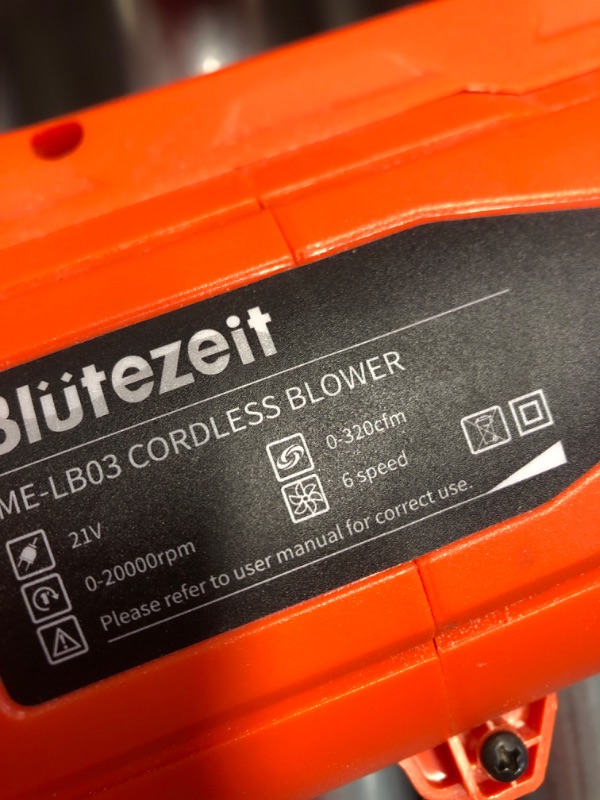 Blütezeit
ME-LB03 CORDLESS BLOWER
21V
0-320cfm
0-20000rpm
6 speed
Please refer to user manual for correct use.